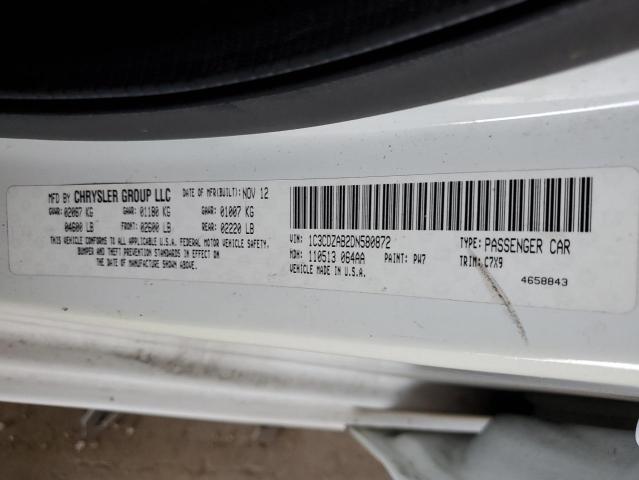 MFD BY CHRYSLER GROUP LLC DATE OF MFR(BUILT): NOV 12
GVWR: 02087 KG GAWR: 01180 KG GAWR: 01007 KG
04600 LB FRONT: 02600 LB REAR: 02220 LB
THIS VEHICLE CONFORMS TO ALL APPLICABLE U.S.A. FEDERAL MOTOR VEHICLE SAFETY,
BUMPER AND THEFT PREVENTION STANDARDS IN EFFECT ON
THE DATE OF MANUFACTURE SHOWN ABOVE.
VIN: 1C3CDZAB2DN580872 TYPE: PASSENGER CAR
MDH: 110513 064AA PAINT: PW7 TRIM: C7X9
VEHICLE MADE IN U.S.A. 4658843